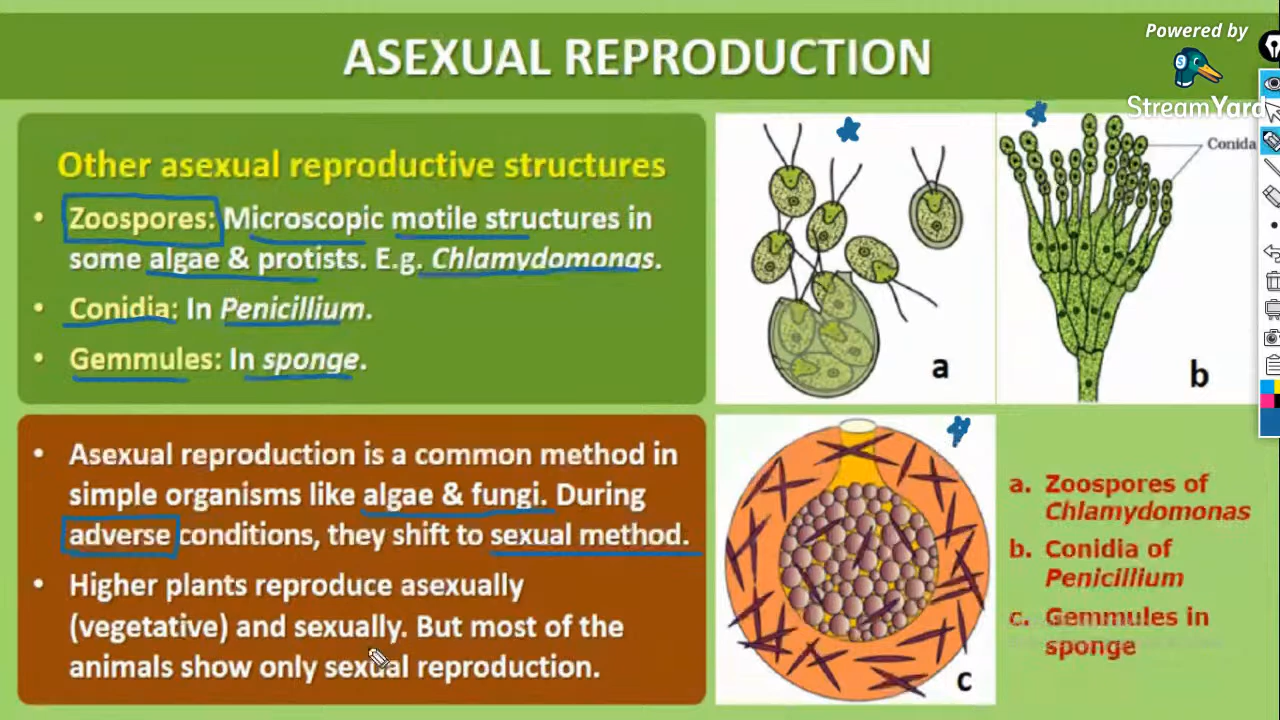 Powered by
StreamYard
ASEXUAL REPRODUCTION
Other asexual reproductive structures
• Zoospores: Microscopic motile structures in
some algae & protists. E.g. Chlamydomonas.
• Conidia: In Penicillium.
• Gemmules: In sponge.
• Asexual reproduction is a common method in
simple organisms like algae & fungi. During
adverse conditions, they shift to sexual method.
• Higher plants reproduce asexually
(vegetative) and sexually. But most of the
animals show only sexual reproduction.
a
Conida
b
c
a. Zoospores of
Chlamydomonas
b. Conidia of
Penicillium
c. Gemmules in
sponge